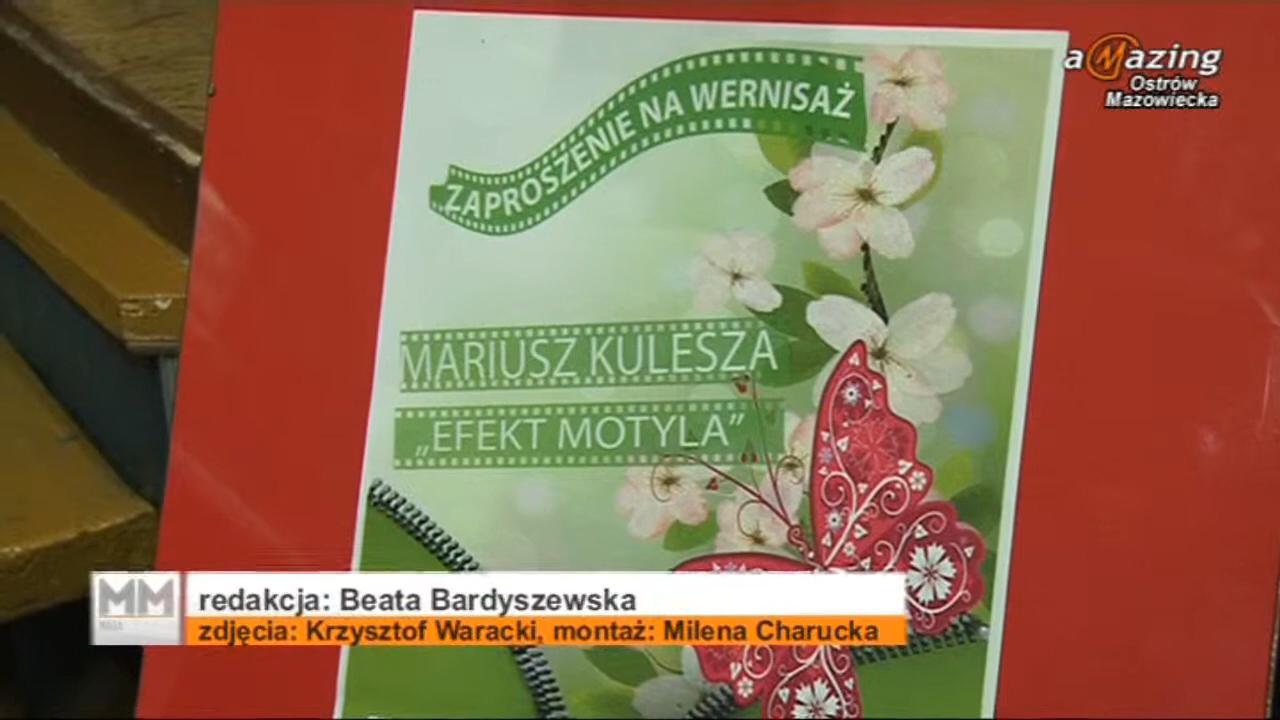 ZAPROSZENIE NA WERNISAŻ
MARIUSZ KULESZA
„EFEKT MOTYLA”
aMazing
Ostrów
Mazowiecka
MM
redakcja: Beata Bardyszewska
zdjęcia: Krzysztof Waracki, montaż: Milena Charucka